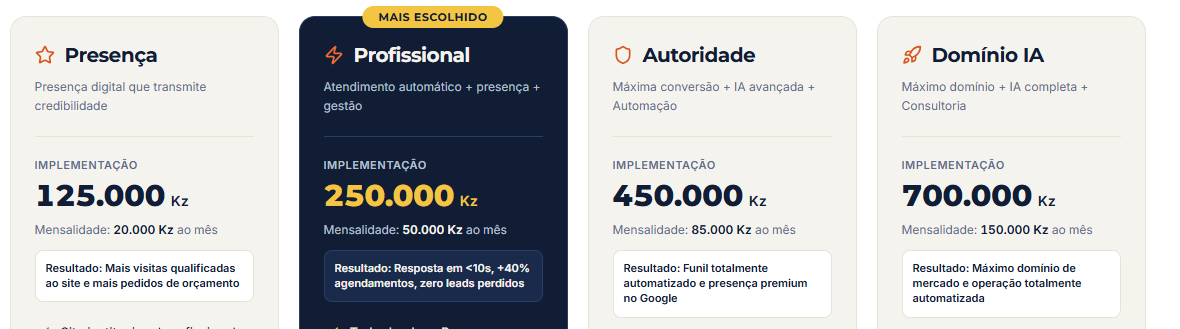 MAIS ESCOLHIDO
Presença
Presença digital que transmite
credibilidade
IMPLEMENTAÇÃO
125.000 Kz
Mensalidade: 20.000 Kz ao mês
Resultado: Mais visitas qualificadas
ao site e mais pedidos de orçamento
Profissional
Atendimento automático + presença +
gestão
IMPLEMENTAÇÃO
250.000 Kz
Mensalidade: 50.000 Kz ao mês
Resultado: Resposta em <10s, +40%
agendamentos, zero leads perdidos
Autoridade
Máxima conversão + IA avançada +
Automação
IMPLEMENTAÇÃO
450.000 Kz
Mensalidade: 85.000 Kz ao mês
Resultado: Funil totalmente
automatizado e presença premium
no Google
Domínio IA
Máximo domínio + IA completa +
Consultoria
IMPLEMENTAÇÃO
700.000 Kz
Mensalidade: 150.000 Kz ao mês
Resultado: Máximo domínio de
mercado e operação totalmente
automatizada